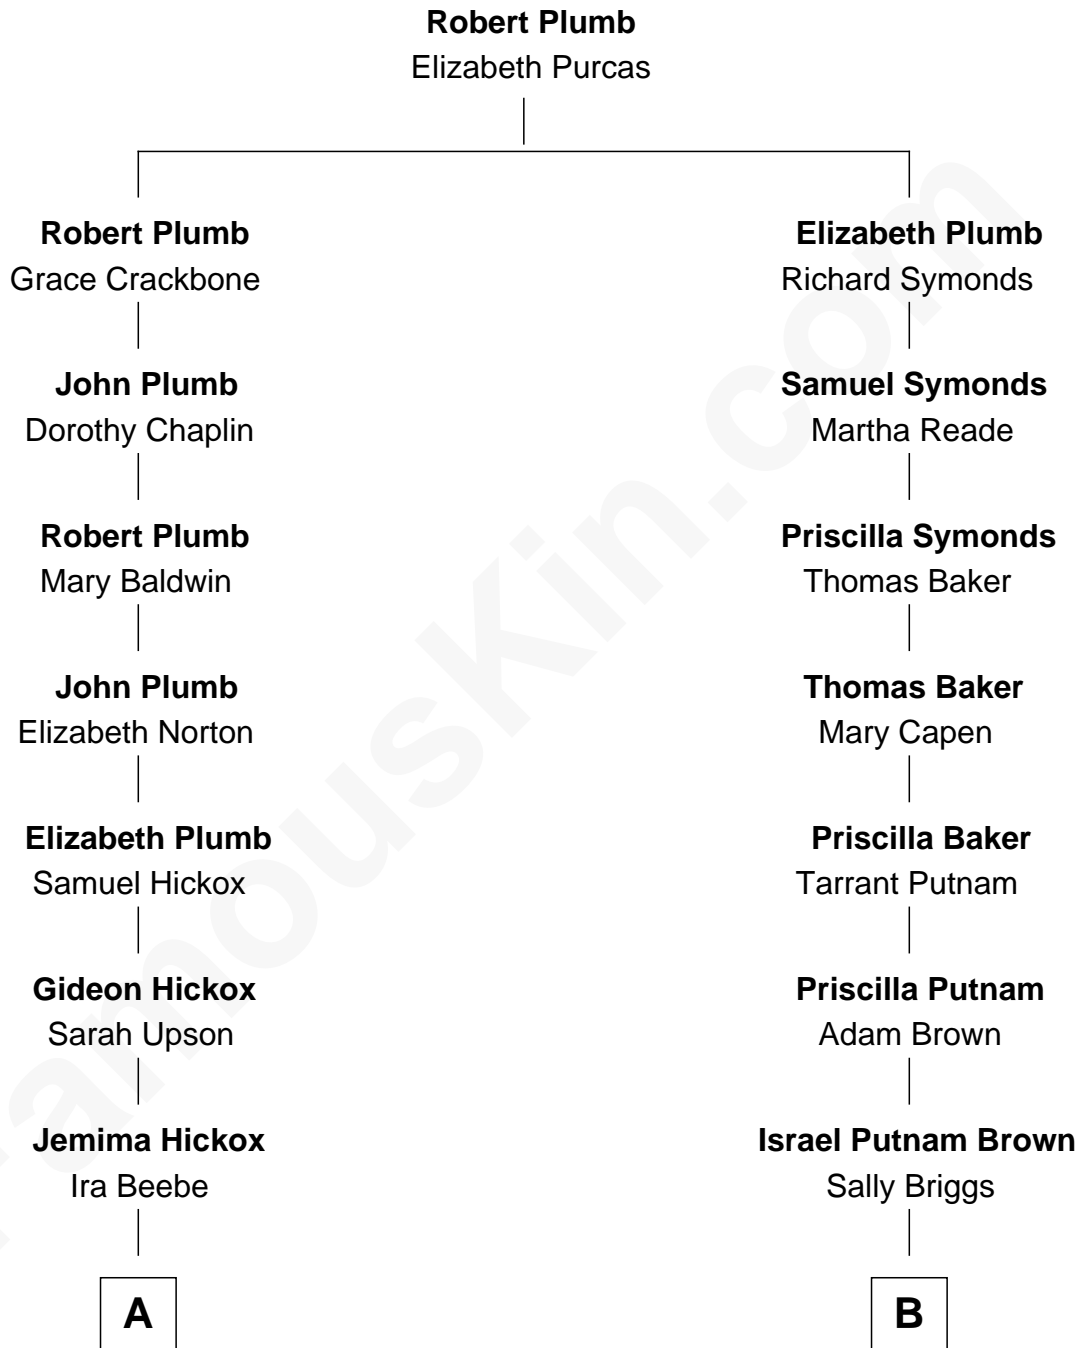 Robert Plumb
Elizabeth Purcas
Robert Plumb
Grace Crackbone
John Plumb
Dorothy Chaplin
Robert Plumb
Mary Baldwin
John Plumb
Elizabeth Norton
Elizabeth Plumb
Samuel Hickox
Gideon Hickox
Sarah Upson
Jemima Hickox
Ira Beebe
A
Elizabeth Plumb
Richard Symonds
Samuel Symonds
Martha Reade
Priscilla Symonds
Thomas Baker
Thomas Baker
Mary Capen
Priscilla Baker
Tarrant Putnam
Priscilla Putnam
Adam Brown
Israel Putnam Brown
Sally Briggs
B
FamousKin.com